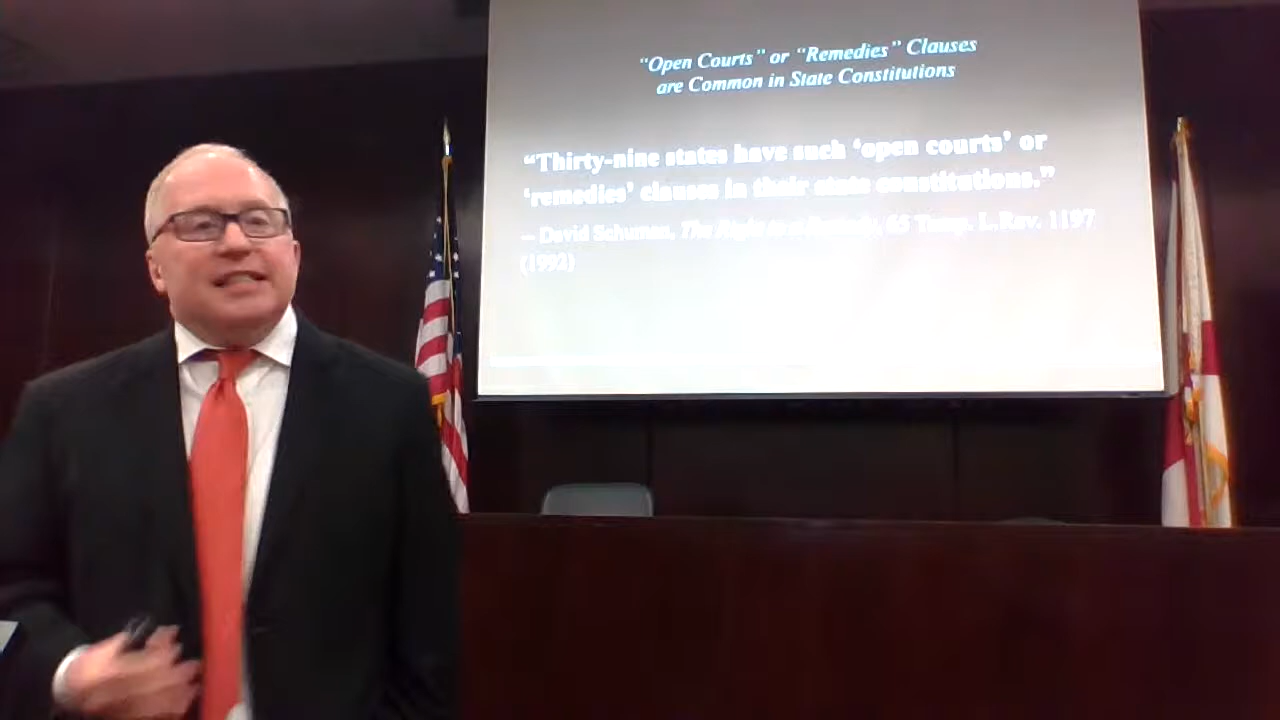 “Open Courts” or “Remedies” Clauses
are Common in State Constitutions
“Thirty-nine states have such ‘open courts’ or
‘remedies’ clauses in their state constitutions.”
– David Schuman, The Right to a Remedy, 65 Temp. L. Rev. 1197
(1992)